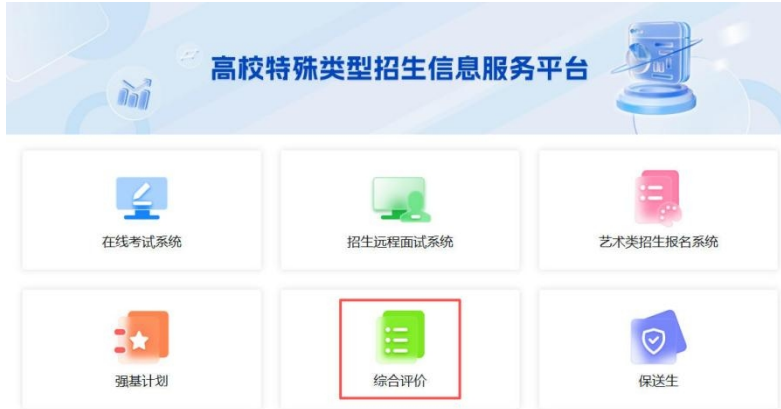 高校特殊类型招生信息服务平台
在线考试系统
招生远程面试系统
艺术类招生报名系统
强基计划
综合评价
保送生